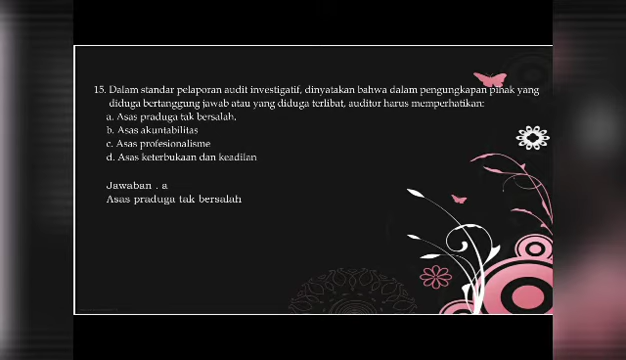 15. Dalam standar pelaporan audit investigatif, dinyatakan bahwa dalam pengungkapan pihak yang
diduga bertanggung jawab atau yang diduga terlibat, auditor harus memperhatikan:
a. Asas praduga tak bersalah.
b. Asas akuntabilitas
c. Asas profesionalisme
d. Asas keterbukaan dan keadilan
Jawaban . a
Asas praduga tak bersalah